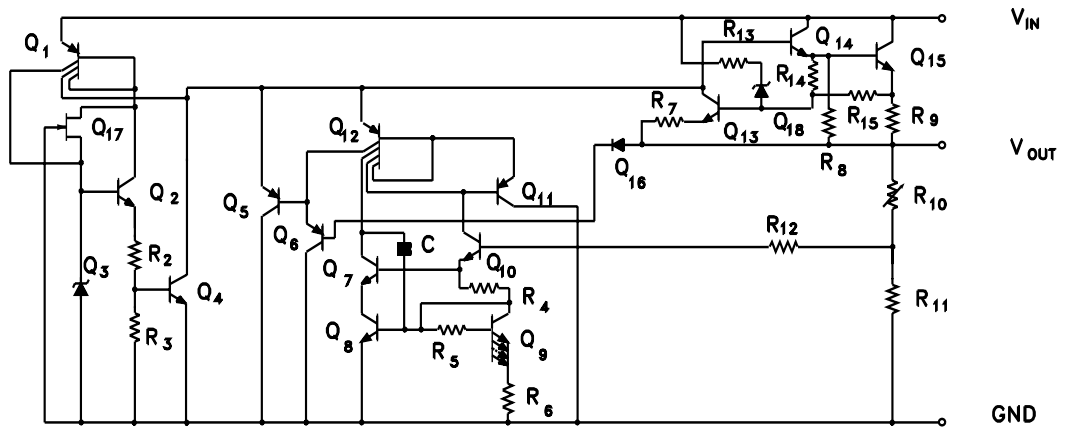 V IN
Q 1
R 13
Q 14
Q 15
R 14
R 7
Q 17
Q 12
Q 13
Q 18
R 15
R 9
V OUT
Q 16
R 8
Q 2
Q 5
Q 11
R 10
Q 6
R 12
Q 3
R 2
C
Q 7
Q 10
Q 4
R 4
R 11
R 3
Q 8
R 5
Q 9
R 6
GND